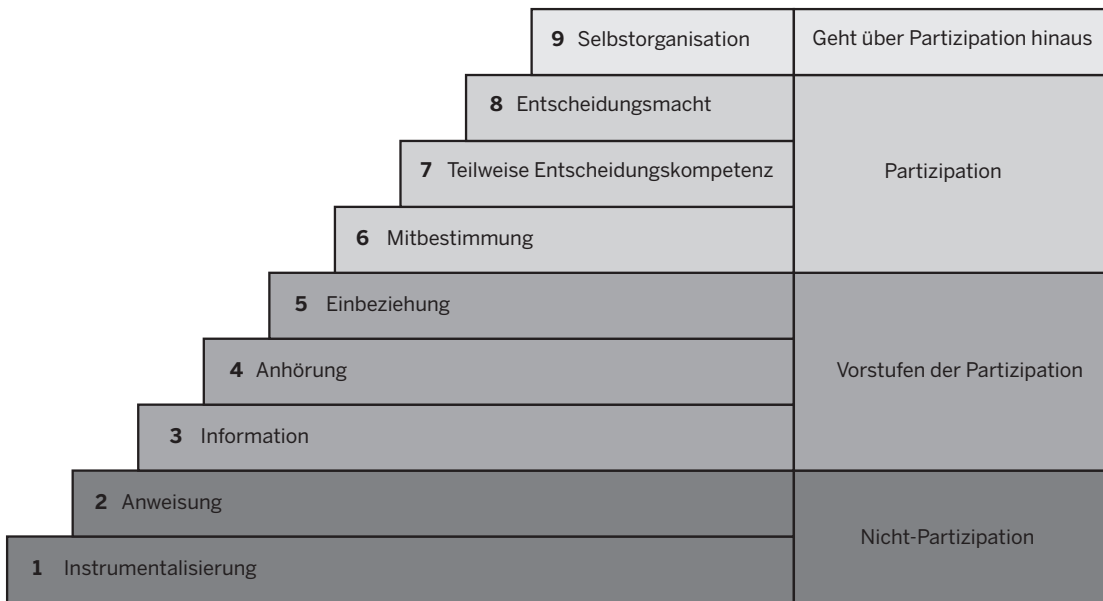 9 Selbstorganisation Geht über Partizipation hinaus
8 Entscheidungsmacht
7 Teilweise Entscheidungskompetenz Partizipation
6 Mitbestimmung
5 Einbeziehung
4 Anhörung Vorstufen der Partizipation
3 Information
2 Anweisung
Nicht-Partizipation
1 Instrumentalisierung